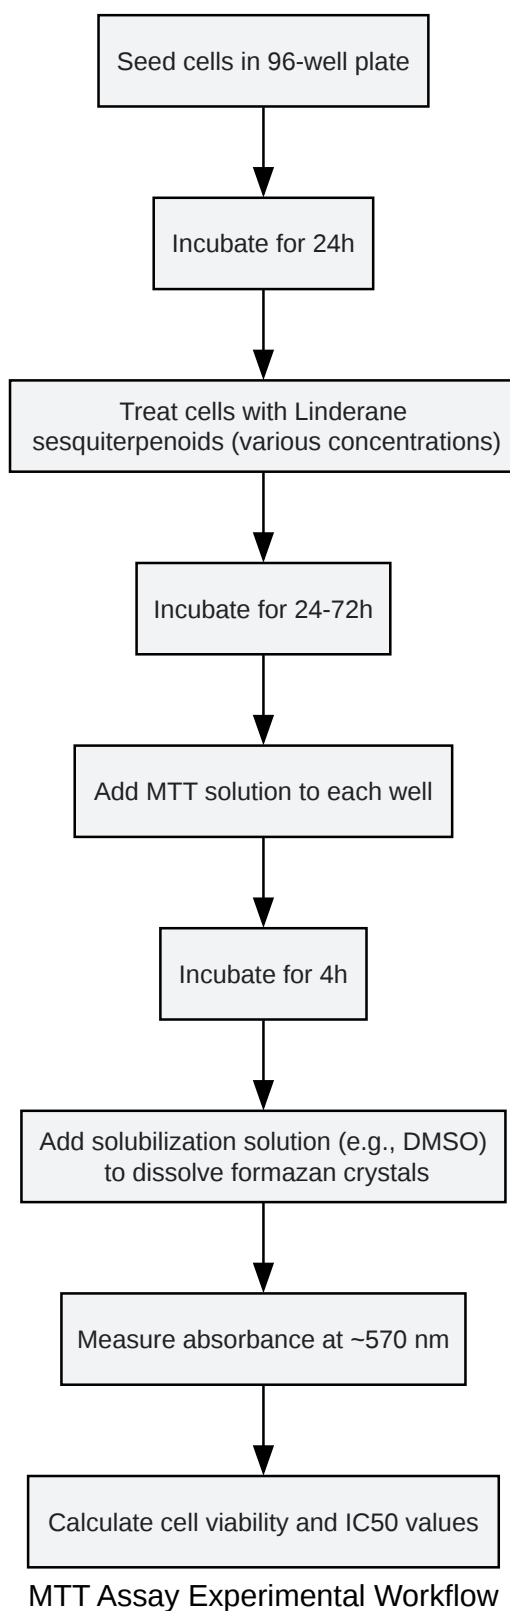 Seed cells in 96-well plate
Incubate for 24h
Treat cells with Linderane
sesquiterpenoids (various concentrations)
Incubate for 24-72h
Add MTT solution to each well
Incubate for 4h
Add solubilization solution (e.g., DMSO)
to dissolve formazan crystals
Measure absorbance at ~570 nm
Calculate cell viability and IC50 values
MTT Assay Experimental Workflow